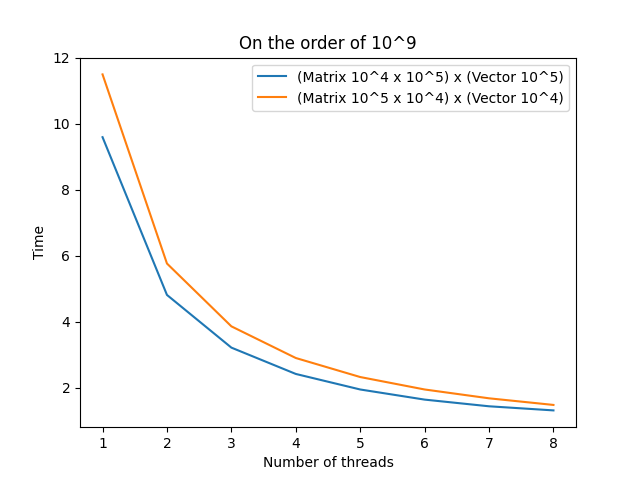 On the order of 10^9
(Matrix 10^4 x 10^5) x (Vector 10^5)
(Matrix 10^5 x 10^4) x (Vector 10^4)
12
10
8
6
4
2
Time
1 2 3 4 5 6 7 8
Number of threads